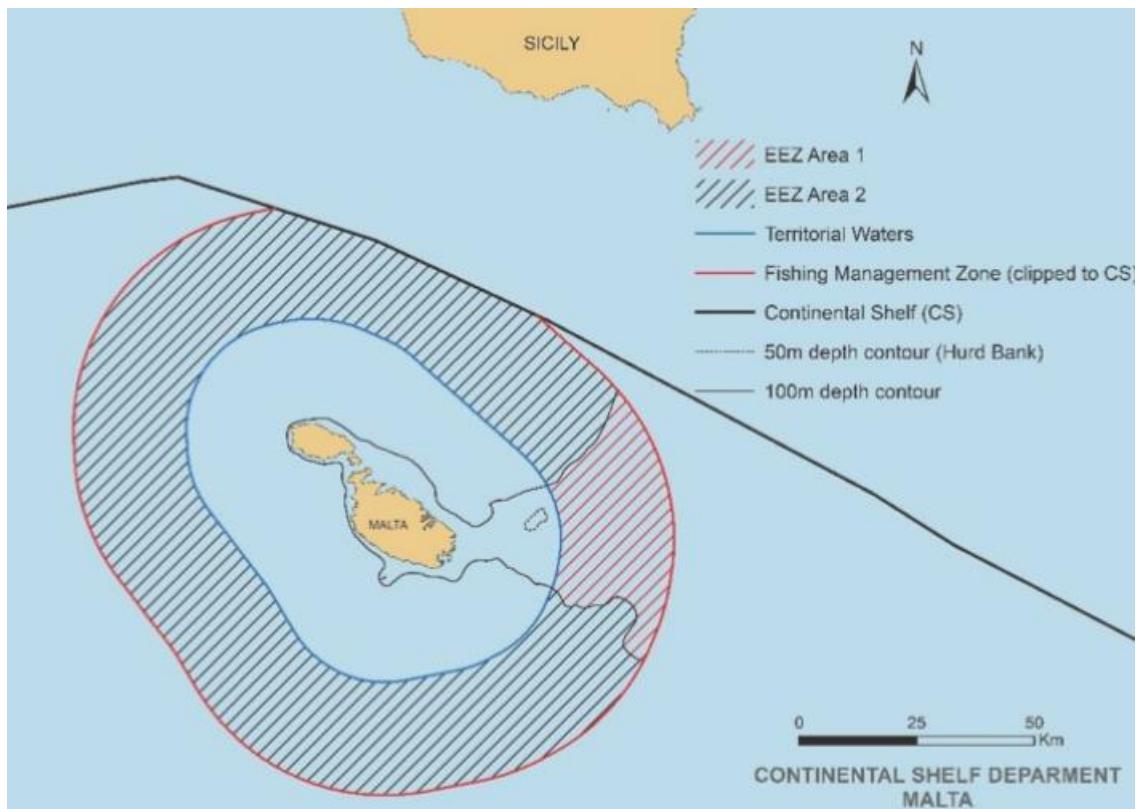 SICILY
N
EEZ Area 1
EEZ Area 2
Territorial Waters
Fishing Management Zone (clipped to CS)
Continental Shelf (CS)
50m depth contour (Hurd Bank)
100m depth contour
MALTA
0 25 50
Km
CONTINENTAL SHELF DEPARMENT
MALTA